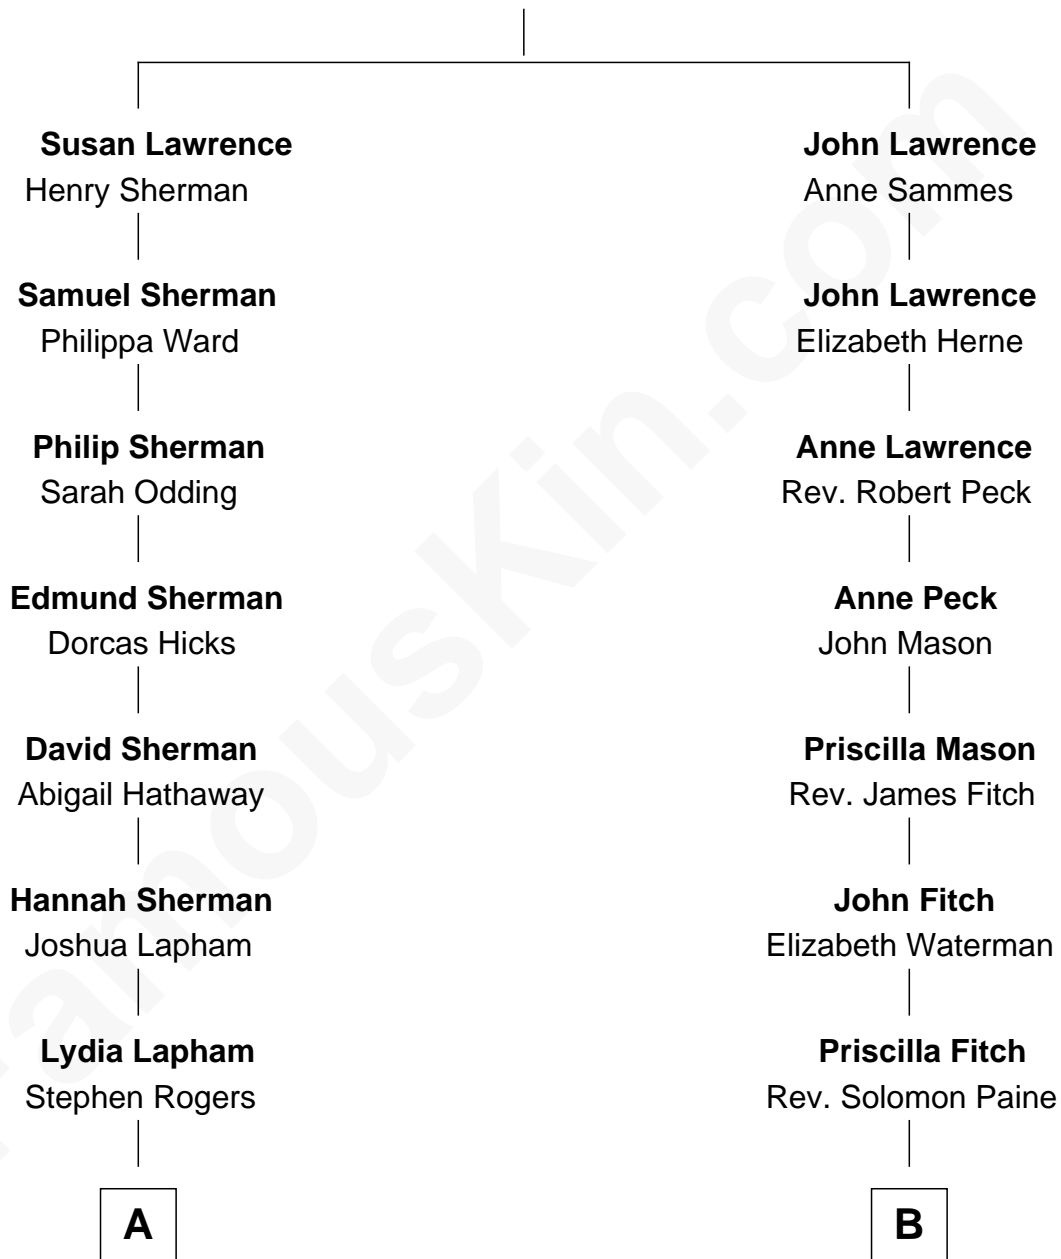 Susan Lawrence
Henry Sherman
Samuel Sherman
Philippa Ward
Philip Sherman
Sarah Odding
Edmund Sherman
Dorcas Hicks
David Sherman
Abigail Hathaway
Hannah Sherman
Joshua Lapham
Lydia Lapham
Stephen Rogers
A
John Lawrence
Anne Sammes
John Lawrence
Elizabeth Herne
Anne Lawrence
Rev. Robert Peck
Anne Peck
John Mason
Priscilla Mason
Rev. James Fitch
John Fitch
Elizabeth Waterman
Priscilla Fitch
Rev. Solomon Paine
B
FamousKin.com